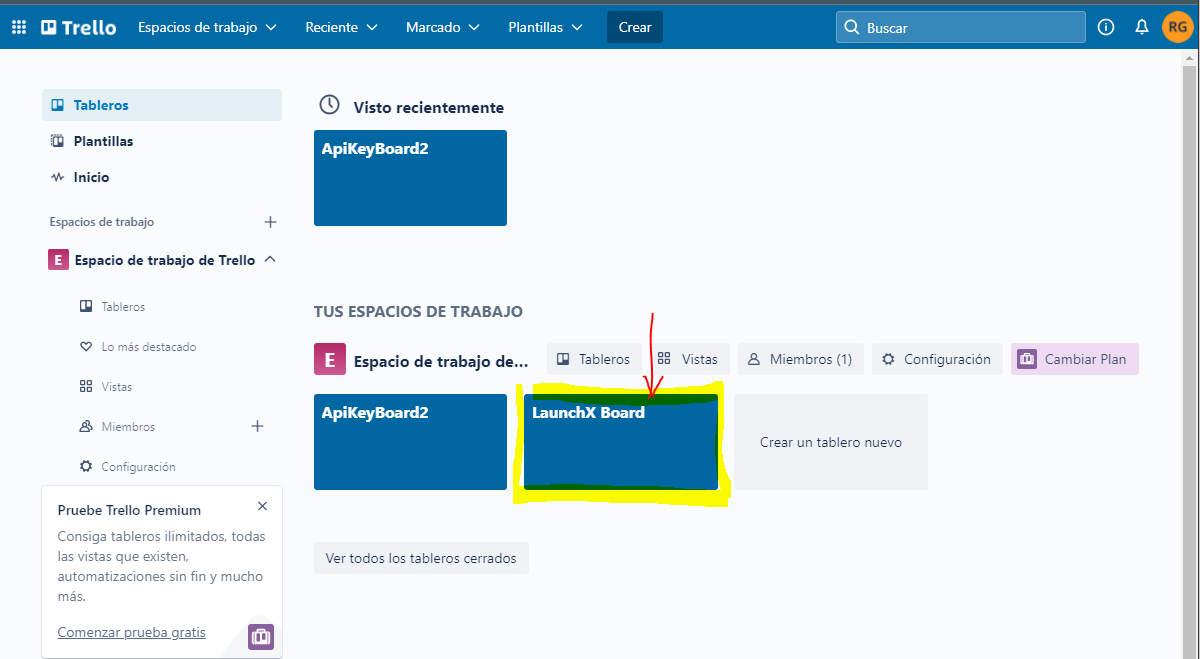 Trello
Espacios de trabajo
Reciente
Marcado
Plantillas
Crear
Buscar
RG
Tableros
Plantillas
Inicio
Espacios de trabajo
E Espacio de trabajo de Trello
Tableros
Lo más destacado
Vistas
Miembros
Configuración
Pruebe Trello Premium
Consiga tableros ilimitados, todas
las vistas que existen,
automatizaciones sin fin y mucho
más.
Comenzar prueba gratis
Visto recientemente
ApiKeyBoard2
TUS ESPACIOS DE TRABAJO
E Espacio de trabajo de...
Tableros
Vistas
Miembros (1)
Configuración
Cambiar Plan
ApiKeyBoard2
LaunchX Board
Crear un tablero nuevo
Ver todos los tableros cerrados